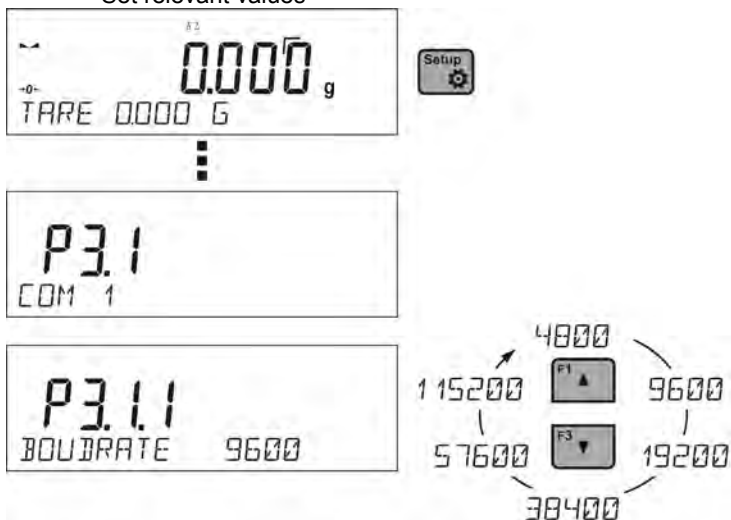 Set relevant values
0.000 g
Setup
→0←
TARE 0.000 G
P3.1
COM 1
P3.1.1
BOUDRATE 9600
4800
115200
F1
9600
57600
F3
19200
38400